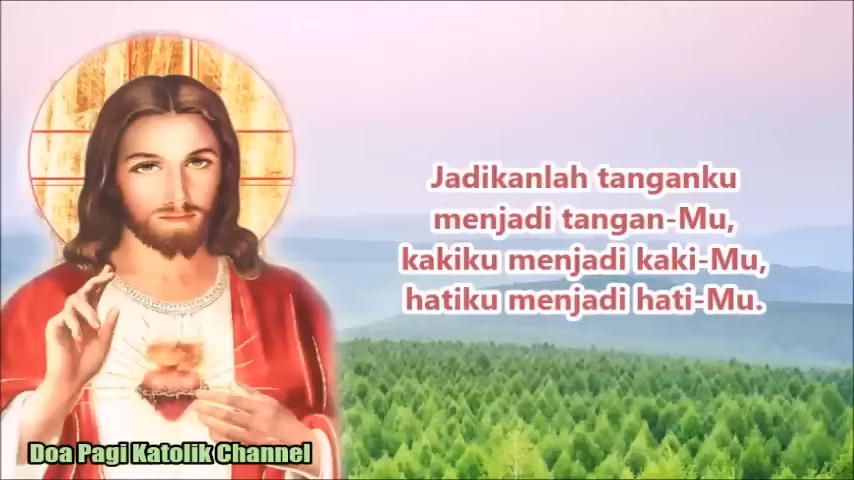 Jadikanlah tanganku
menjadi tangan-Mu,
kakiku menjadi kaki-Mu,
hatiku menjadi hati-Mu.
Doa Pagi Katolik Channel